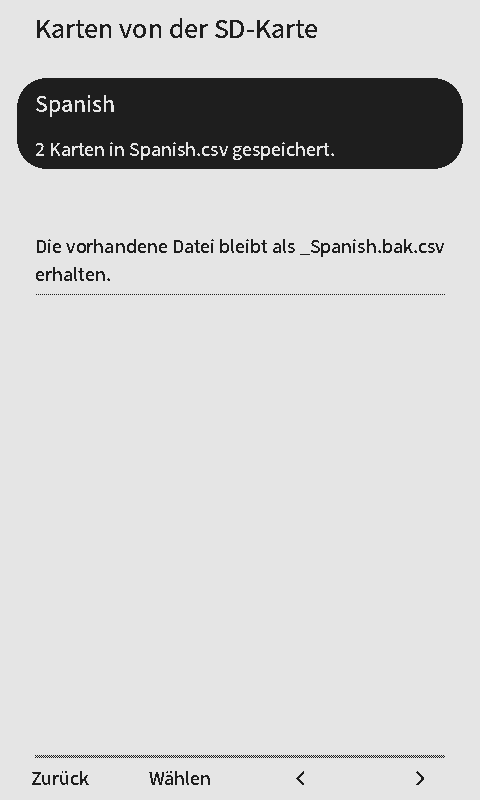 Karten von der SD-Karte
Spanish
2 Karten in Spanish.csv gespeichert.
Die vorhandene Datei bleibt als _Spanish.bak.csv
erhalten.
Zurück Wählen < >